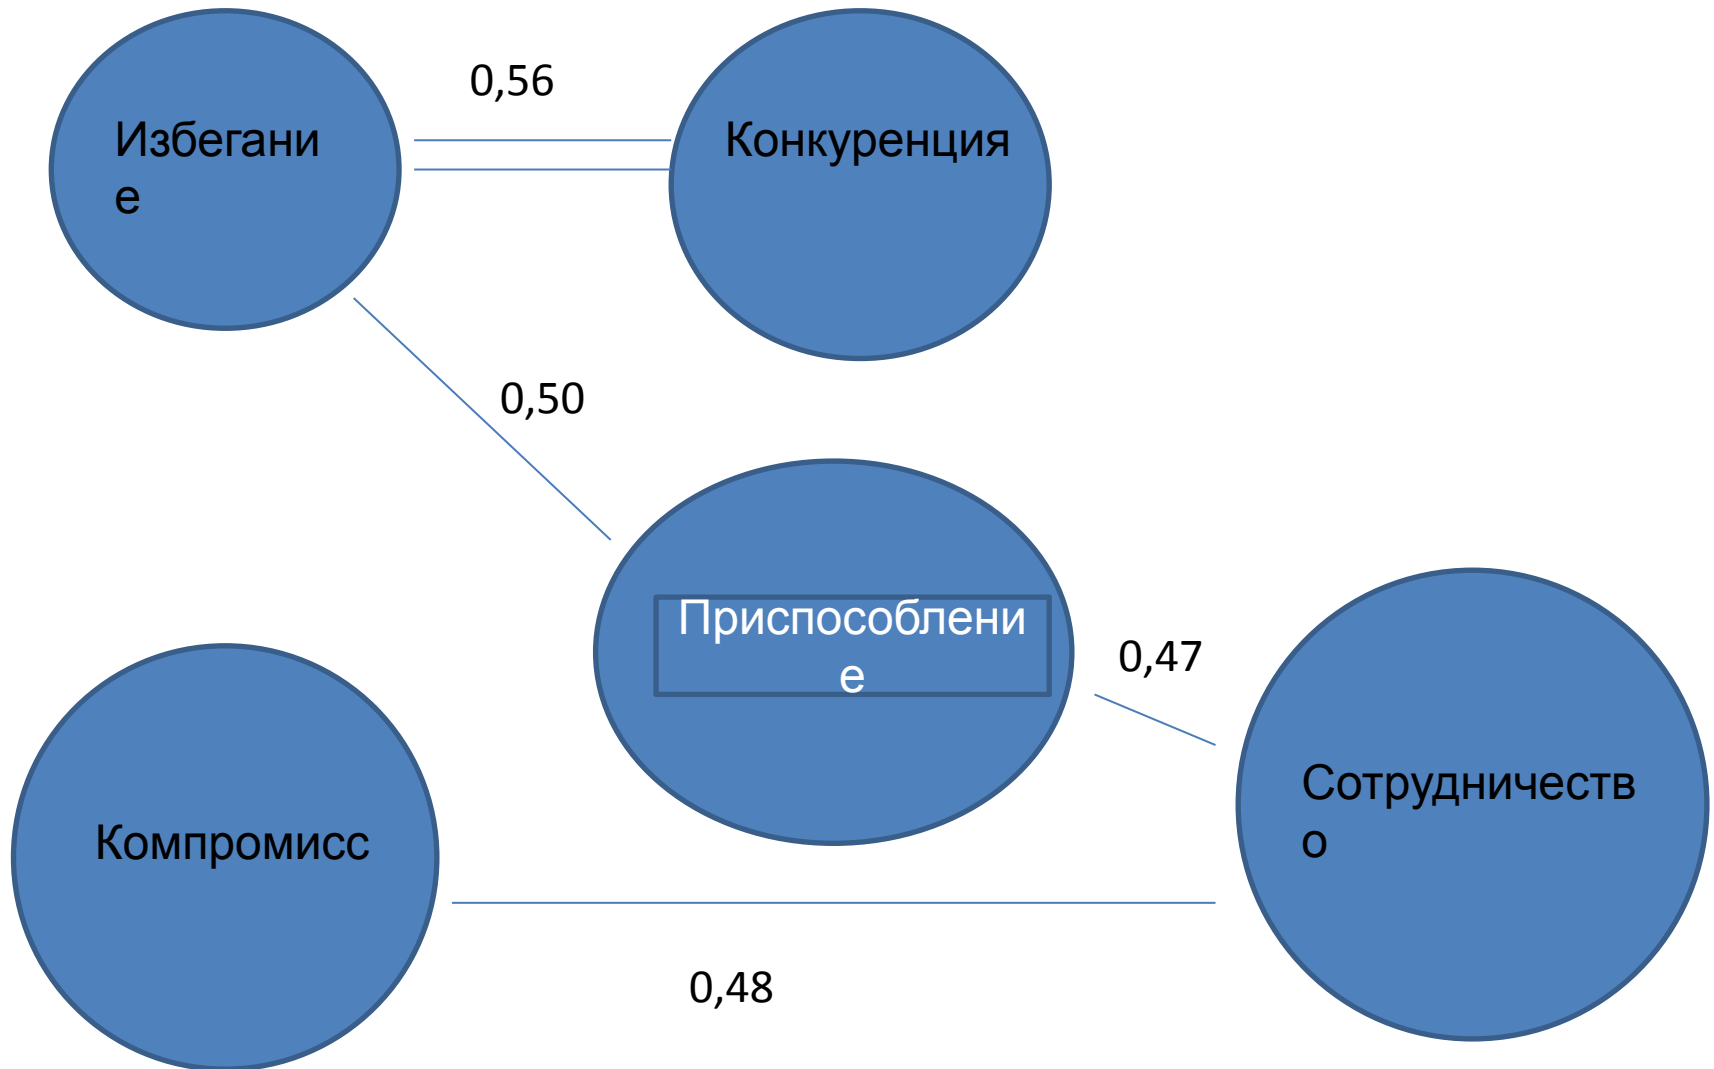 0,56
Избегани
е
Конкуренция
0,50
Приспособлени
е
0,47
Сотрудничеств
о
Компромисс
0,48